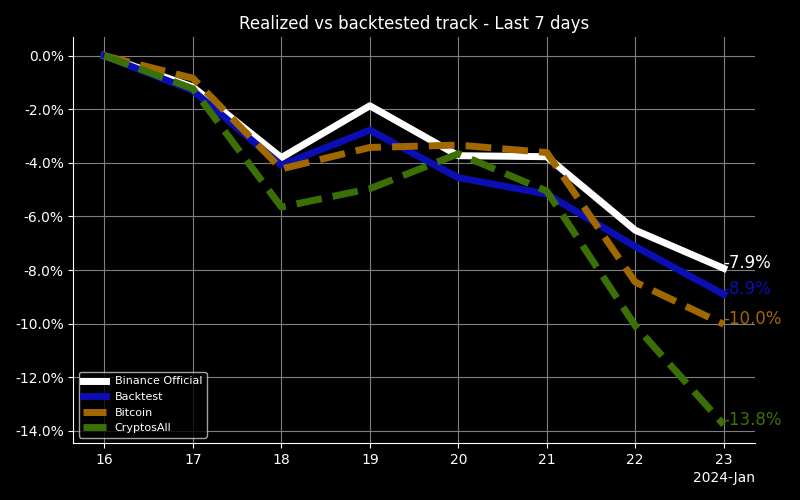 Realized vs backtested track - Last 7 days
0.0%
-2.0%
-4.0%
-6.0%
-8.0%
-10.0%
-12.0%
-14.0%
-7.9%
-8.9%
-10.0%
-13.8%
Binance Official
Backtest
Bitcoin
CryptosAll
16 17 18 19 20 21 22 23
2024-Jan